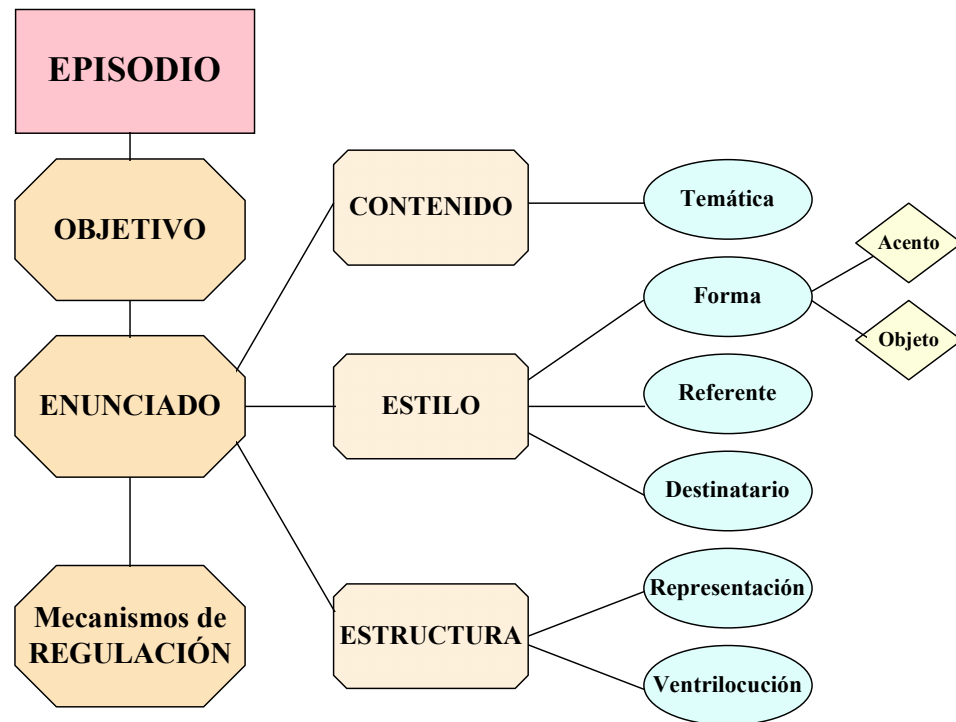 EPISODIO
OBJETIVO
ENUNCIADO
Mecanismos de
REGULACIÓN
CONTENIDO
ESTILO
ESTRUCTURA
Temática
Forma
Referente
Destinatario
Representación
Ventrilocución
Acento
Objeto